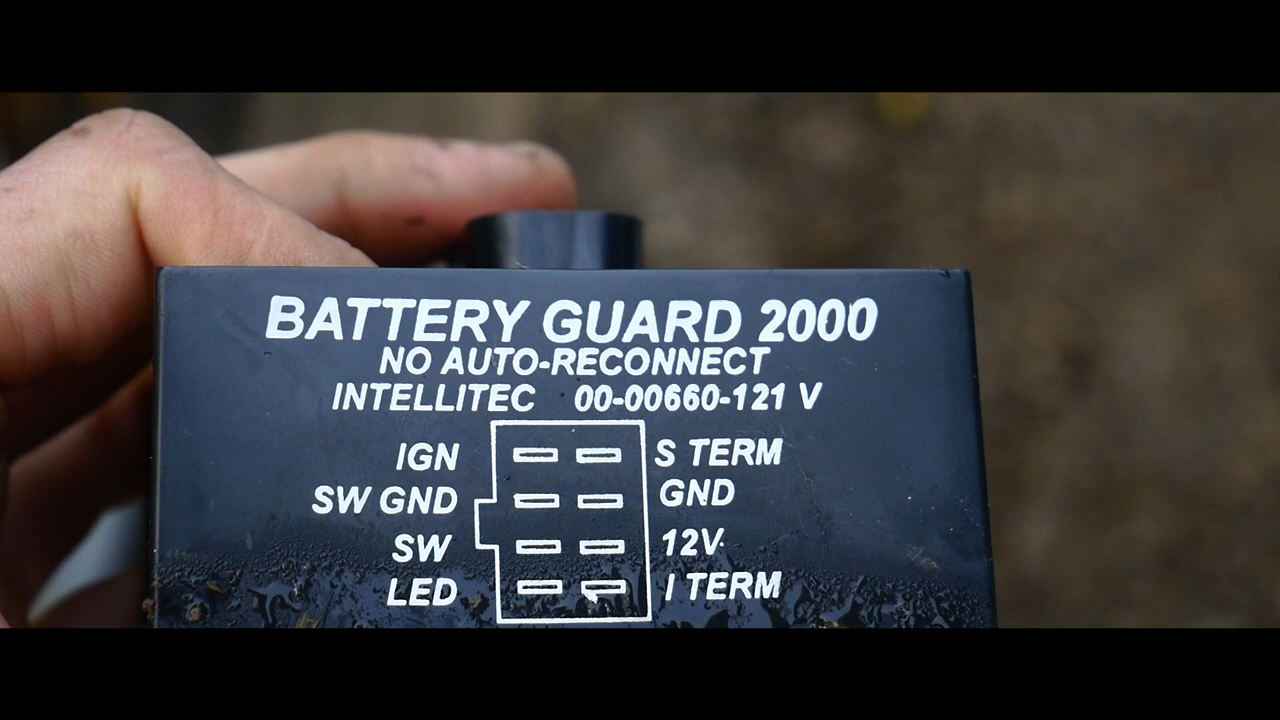 BATTERY GUARD 2000
NO AUTO-RECONNECT
INTELLITEC 00-00660-121 V
IGN S TERM
SW GND GND
SW 12V
LED I TERM